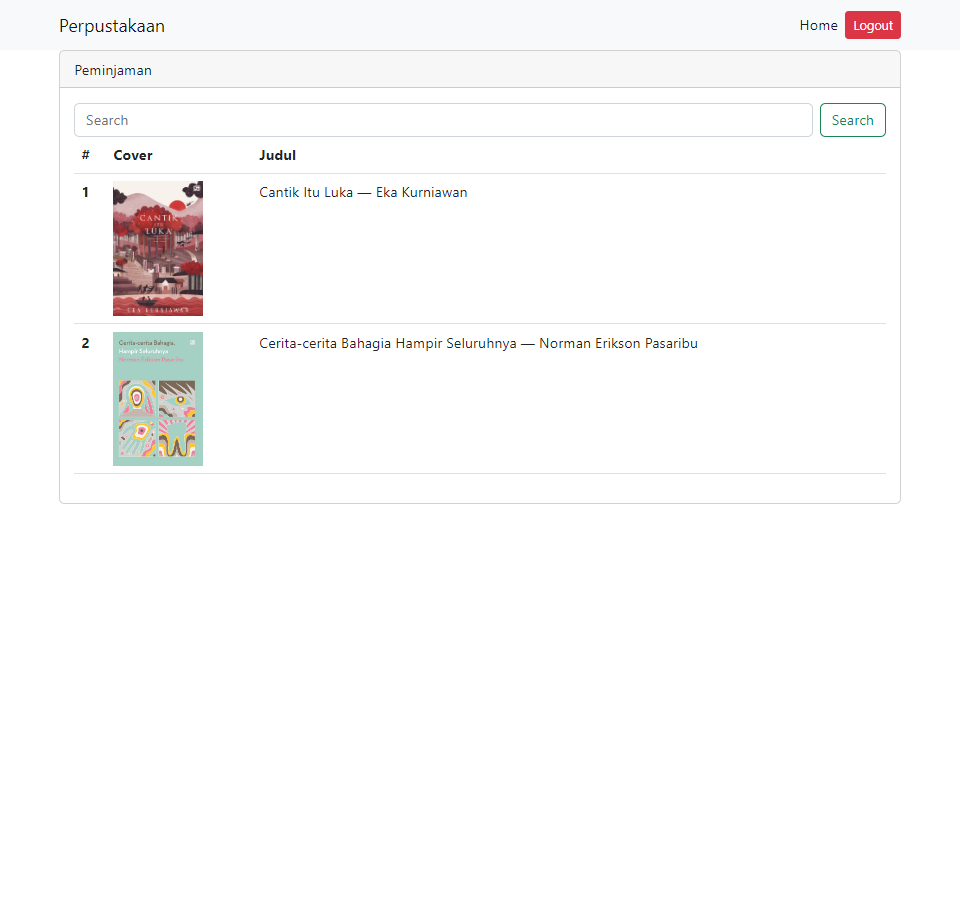 Perpustakaan
Home
Logout
Peminjaman
Search
Search
# Cover Judul
1
CANTIK
ITU
LUKA
EKA KURNIAWAN
Cantik Itu Luka — Eka Kurniawan
2
Cerita-cerita Bahagia,
Hampir Seluruhnya
Norman Erikson Pasaribu
Cerita-cerita Bahagia Hampir Seluruhnya — Norman Erikson Pasaribu